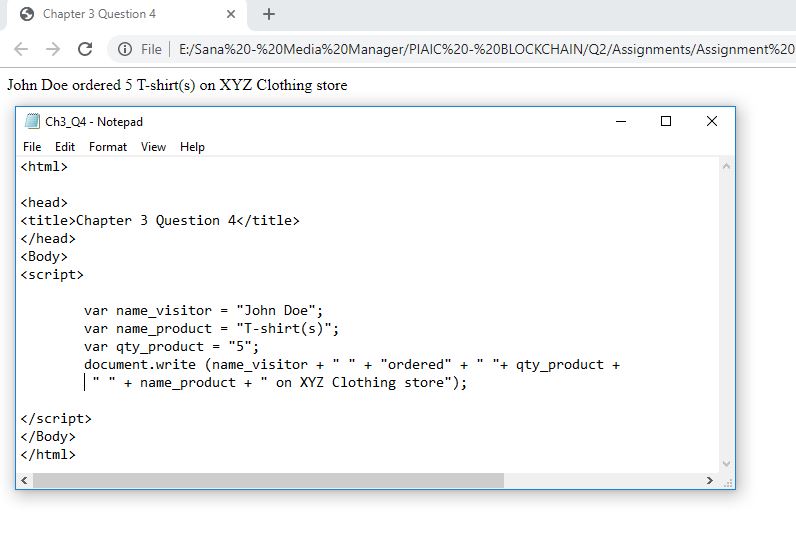 Chapter 3 Question 4
File | E:/Sana%20-%20Media%20Manager/PIAIC%20-%20BLOCKCHAIN/Q2/Assignments/Assignment%20
John Doe ordered 5 T-shirt(s) on XYZ Clothing store
Ch3_Q4 - Notepad
File Edit Format View Help
<html>
<head>
<title>Chapter 3 Question 4</title>
</head>
<Body>
<script>
var name_visitor = "John Doe";
var name_product = "T-shirt(s)";
var qty_product = "5";
document.write (name_visitor + " " + "ordered" + " "+ qty_product +
" " + name_product + " on XYZ Clothing store");
</script>
</Body>
</html>